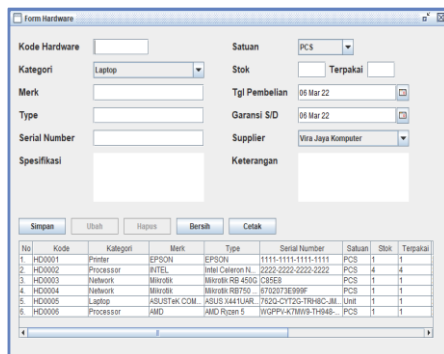 Form Hardware
Kode Hardware Satuan PCS
Kategori Laptop Stok Terpakai
Merk Tgl Pembelian 06 Mar 22
Type Garansi S/D 06 Mar 22
Serial Number Supplier Vira Jaya Komputer
Spesifikasi Keterangan
Simpan Ubah Hapus Bersih Cetak
No Kode Kategori Merk Type Serial Number Satuan Stok Terpakai
1. HD0001 Printer EPSON EPSON 1111-1111-1111-1111 PCS 1 1
2. HD0002 Processor INTEL Intel Celeron N... 2222-2222-2222-2222 PCS 4 4
3. HD0003 Network Mikrotik Mikrotik RB 450G C85E8 PCS 1 1
4. HD0004 Network Mikrotik Mikrotik RB750 ... 6702073E999F PCS 1 1
5. HD0005 Laptop ASUSTeK COM... ASUS X441UAR... 762Q-CYT2G-TRH8C-JM... Unit 1 1
6. HD0006 Processor AMD AMD Ryzen 5 WGPPV-K7MW9-TH948-... PCS 1 1